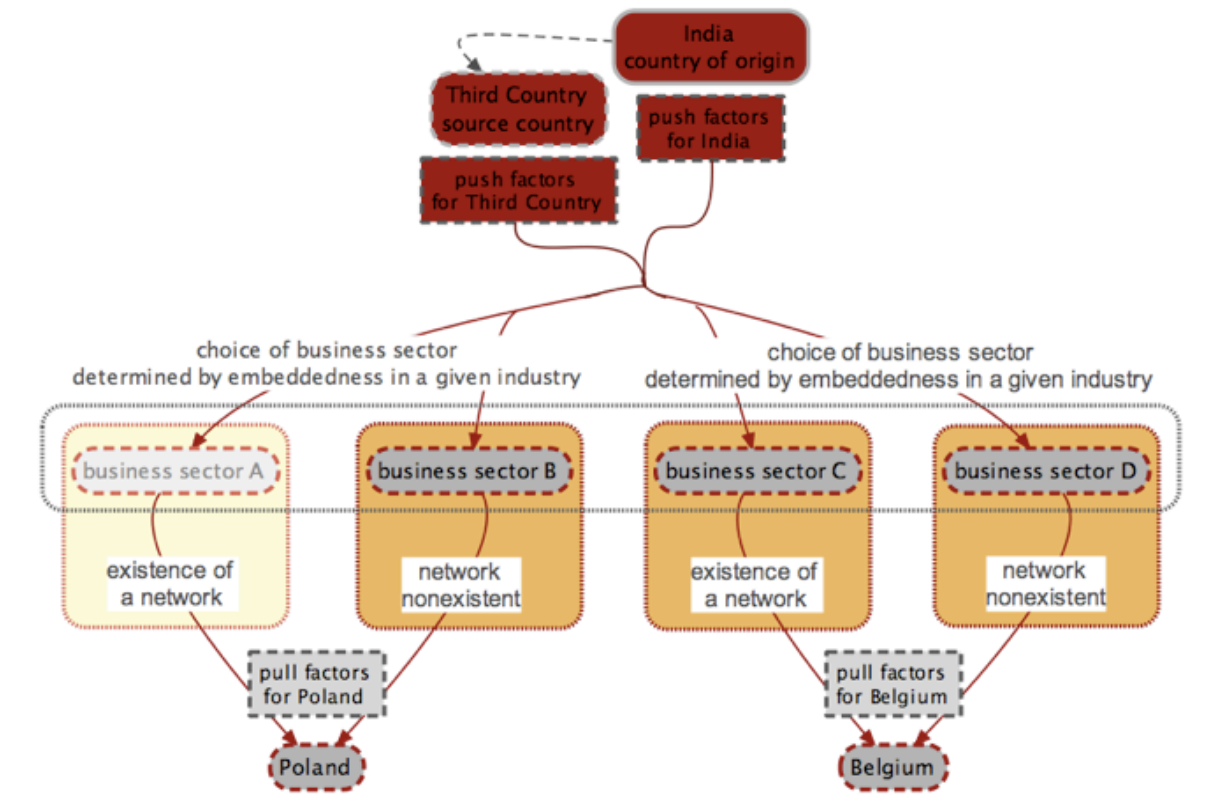 India
country of origin
Third Country
source country
push factors
for India
push factors
for Third Country
choice of business sector
determined by embeddedness in a given industry
choice of business sector
determined by embeddedness in a given industry
business sector A
business sector B
business sector C
business sector D
existence of
a network
network
nonexistent
existence of
a network
network
nonexistent
pull factors
for Poland
pull factors
for Belgium
Poland
Belgium